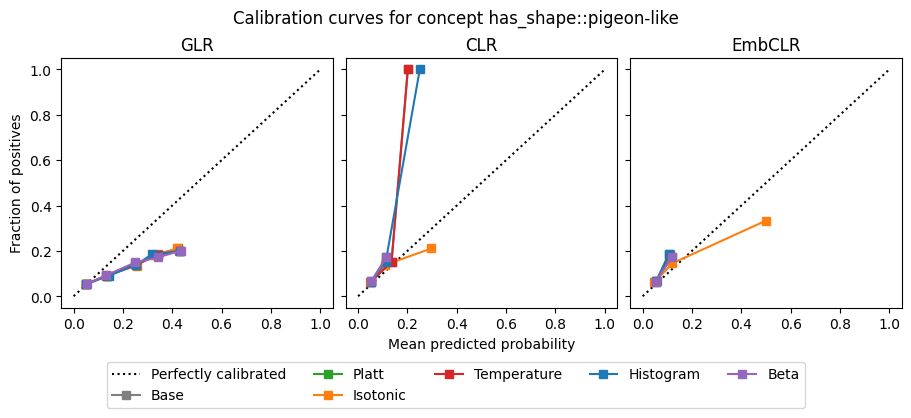 Calibration curves for concept has_shape::pigeon-like
GLR
CLR
EmbCLR
Fraction of positives
1.0
0.8
0.6
0.4
0.2
0.0
0.0 0.2 0.4 0.6 0.8 1.0
0.0 0.2 0.4 0.6 0.8 1.0
0.0 0.2 0.4 0.6 0.8 1.0
Mean predicted probability
Perfectly calibrated Platt Temperature Histogram Beta
Base Isotonic